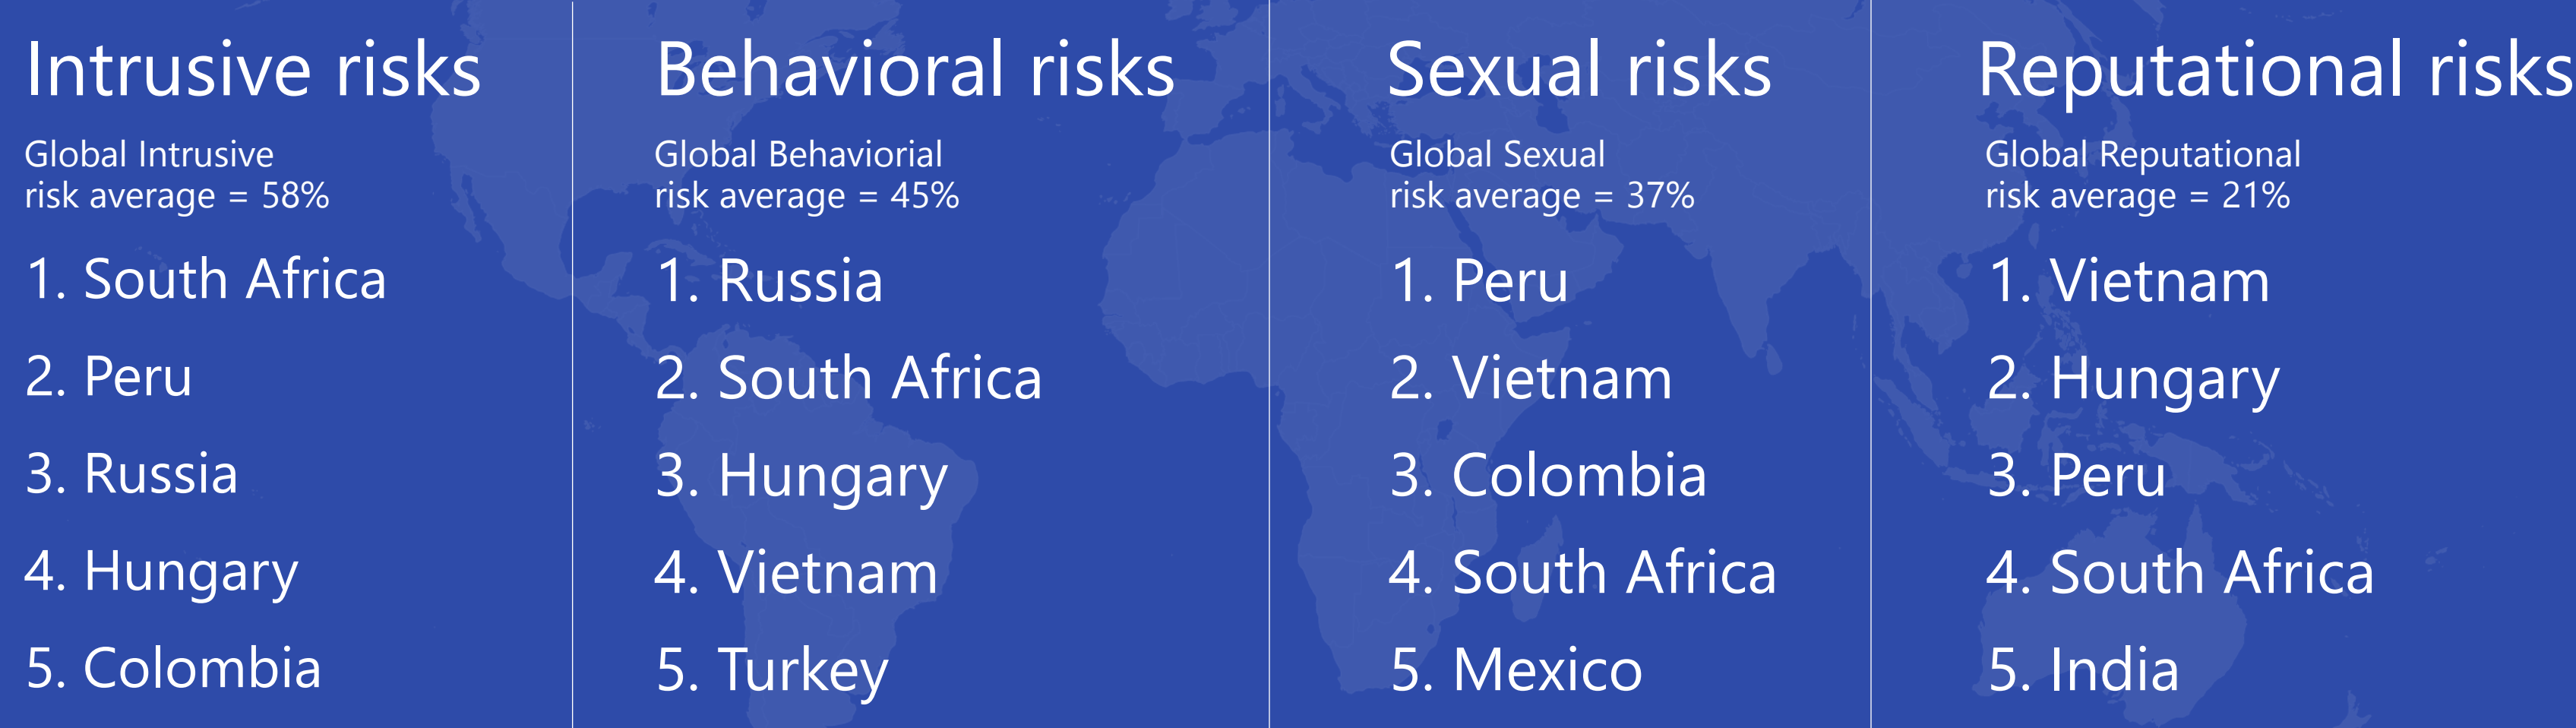 Intrusive risks
Global Intrusive
risk average = 58%
1. South Africa
2. Peru
3. Russia
4. Hungary
5. Colombia
Behavioral risks
Global Behaviorial
risk average = 45%
1. Russia
2. South Africa
3. Hungary
4. Vietnam
5. Turkey
Sexual risks
Global Sexual
risk average = 37%
1. Peru
2. Vietnam
3. Colombia
4. South Africa
5. Mexico
Reputational risks
Global Reputational
risk average = 21%
1. Vietnam
2. Hungary
3. Peru
4. South Africa
5. India